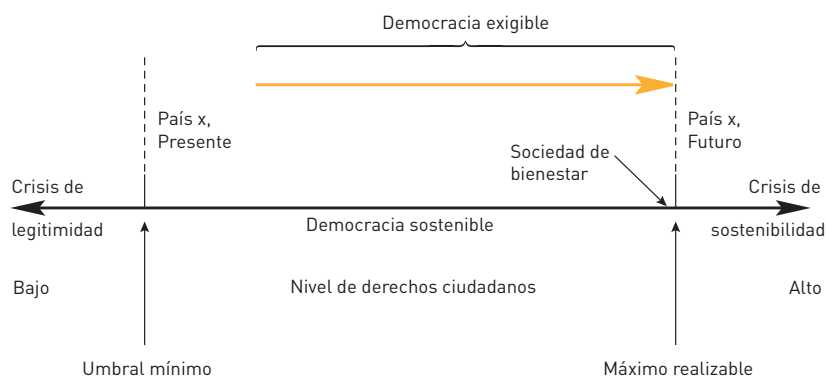 Democracia exigible
País x,
Presente
País x,
Futuro
Sociedad de
bienestar
Crisis de
legitimidad
Democracia sostenible
Crisis de
sostenibilidad
Bajo
Nivel de derechos ciudadanos
Alto
Umbral mínimo
Máximo realizable